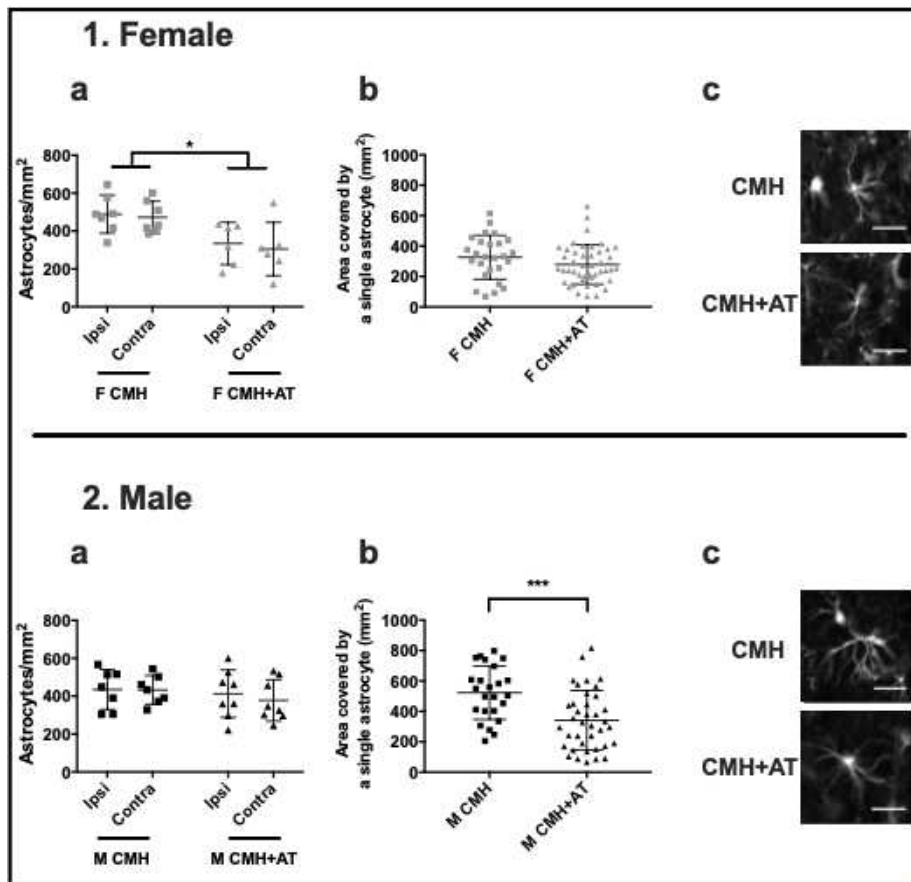 1. Female
a
b
c
Astrocytes/mm²
800
600
400
200
0
*
Ipsi
Contra
Ipsi
Contra
F CMH
F CMH+AT
Area covered by
a single astrocyte (mm²)
1000
800
600
400
200
0
F CMH
F CMH+AT
CMH
CMH+AT
2. Male
a
b
c
Astrocytes/mm²
800
600
400
200
0
Ipsi
Contra
Ipsi
Contra
M CMH
M CMH+AT
Area covered by
a single astrocyte (mm²)
1000
800
600
400
200
0
***
M CMH
M CMH+AT
CMH
CMH+AT